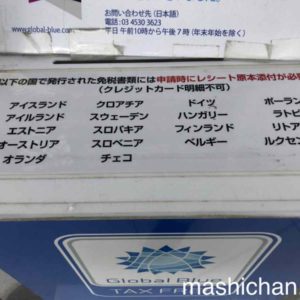 お問い合わせ先 (日本語)
電話: 03 4530 3623
平日 午前10時から午後7時 (年末年始を除く)
www.global-blue.com
以下の国で発行された免税書類には申請時にレシート原本添付が必
(クレジットカード明細不可)
アイスランド クロアチア ドイツ ポーラン
アイルランド スウェーデン ハンガリー ラトビ
エストニア スロバキア フィンランド リトア
オーストリア スロベニア ベルギー ルクセン
オランダ チェコ
Global Blue
TAX FREE
mashichan